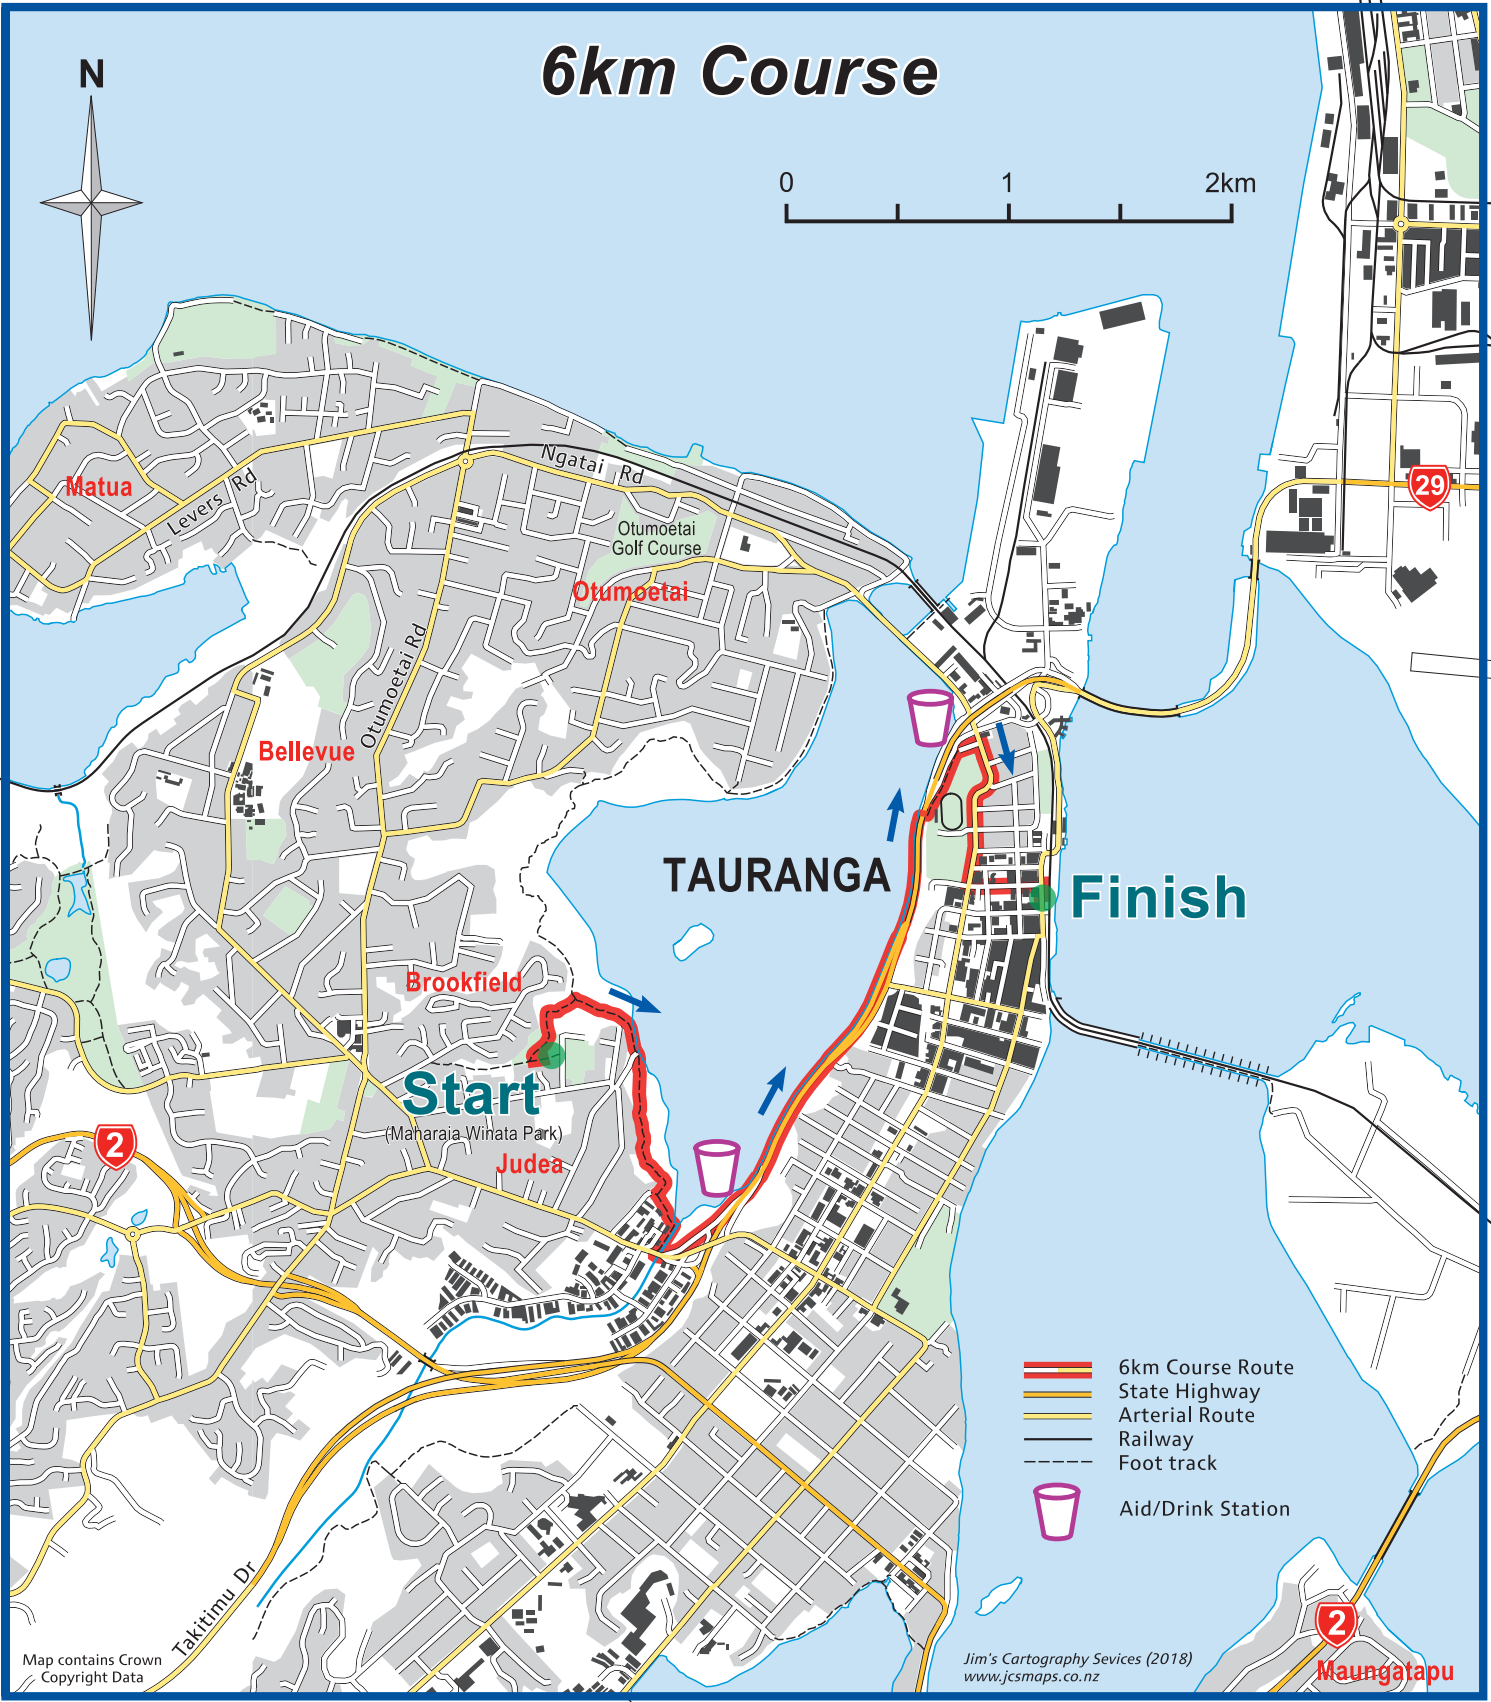 6km Course
N
0 1 2km
Ngatai Rd
Matua
Levers Rd
29
Otumoetai
Golf Course
Otumoetai
Otumoetai Rd
Bellevue
TAURANGA
Finish
Brookfield
Start
(Maharaia Winata Park)
2
Judea
6km Course Route
State Highway
Arterial Route
Railway
Foot track
Aid/Drink Station
Takitimu Dr
2
Map contains Crown
Copyright Data
Jim's Cartography Sevices (2018)
www.jcsmaps.co.nz
Maungatapu